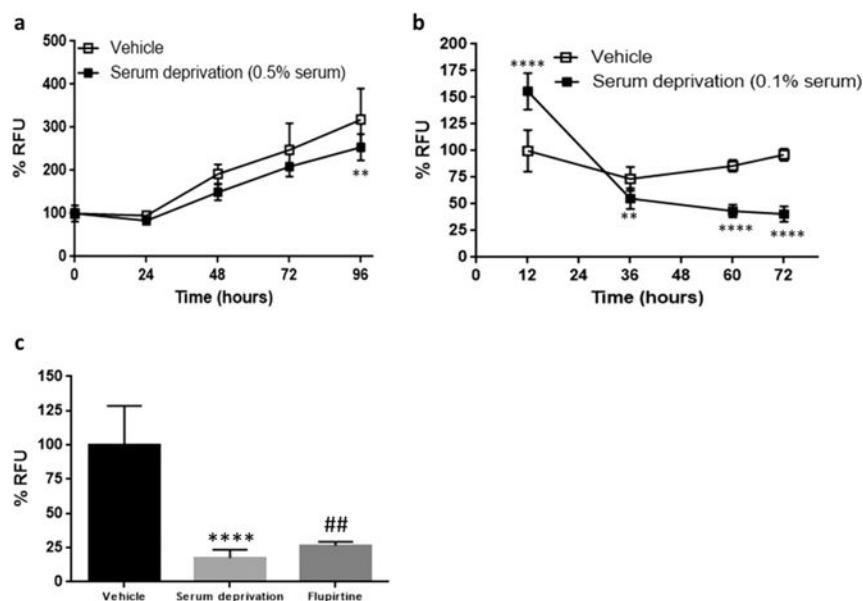 a
500
400
300
200
100
0
% RFU
Vehicle
Serum deprivation (0.5% serum)
**
0 24 48 72 96
Time (hours)
b
200
175
150
125
100
75
50
25
0
% RFU
Vehicle
Serum deprivation (0.1% serum)
****
**
****
****
0 12 24 36 48 60 72
Time (hours)
c
150
125
100
75
50
25
0
% RFU
****
##
Vehicle Serum deprivation Flupirtine